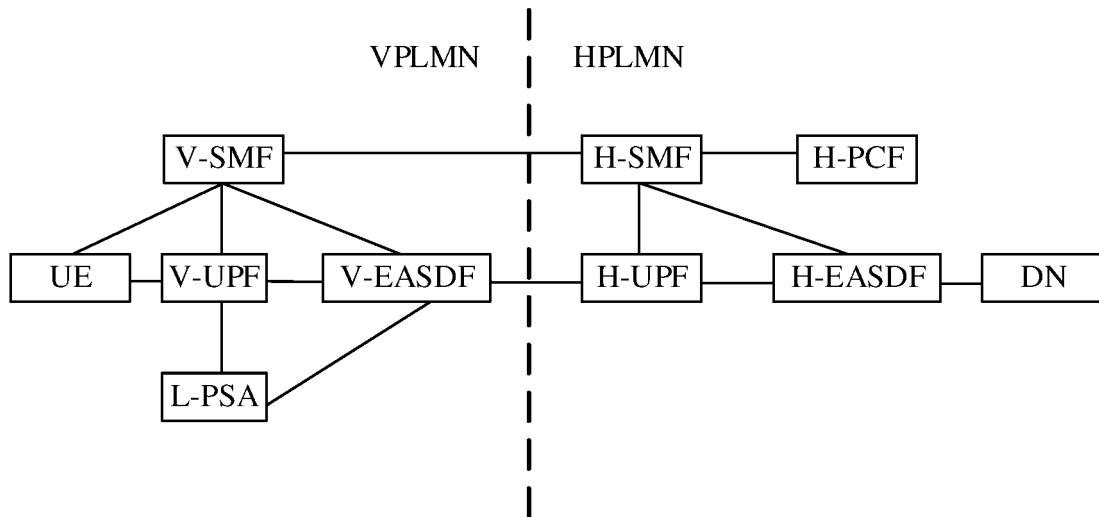 VPLMN HPLMN
V-SMF H-SMF H-PCF
UE V-UPF V-EASDF H-UPF H-EASDF DN
L-PSA